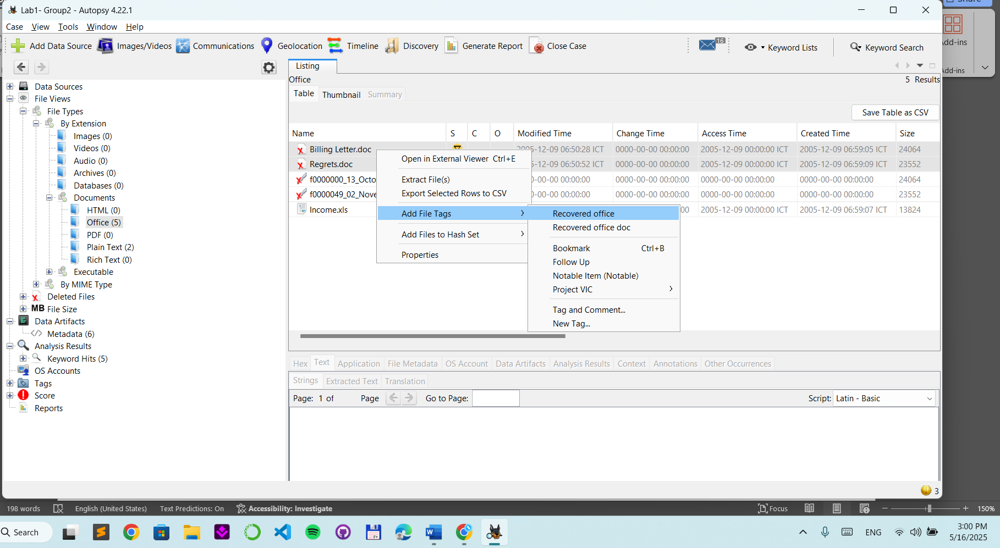 Lab1- Group2 - Autopsy 4.22.1
Case View Tools Window Help
Add Data Source Images/Videos Communications Geolocation Timeline Discovery Generate Report Close Case 16 Keyword Lists Keyword Search
Add-ins
Add-ins
Listing
Office
5 Results
Table Thumbnail Summary
Save Table as CSV
Name S C O Modified Time Change Time Access Time Created Time Size
Billing Letter.doc 2005-12-09 06:50:28 ICT 0000-00-00 00:00:00 2005-12-09 00:00:00 ICT 2005-12-09 06:59:05 ICT 24064
Regrets.doc 5-12-09 06:50:52 ICT 0000-00-00 00:00:00 2005-12-09 00:00:00 ICT 2005-12-09 06:59:09 ICT 23552
f0000000_13_Octo 0-00-00 00:00:00 0000-00-00 00:00:00 0000-00-00 00:00:00 0000-00-00 00:00:00 24064
f0000049_02_Nove 0-00-00 00:00:00 0000-00-00 00:00:00 0000-00-00 00:00:00 0000-00-00 00:00:00 23552
Income.xls 00 2005-12-09 00:00:00 ICT 2005-12-09 06:59:07 ICT 13824
Open in External Viewer Ctrl+E
Extract File(s)
Export Selected Rows to CSV
Add File Tags
Add Files to Hash Set
Properties
Recovered office
Recovered office doc
Bookmark Ctrl+B
Follow Up
Notable Item (Notable)
Project VIC
Tag and Comment...
New Tag...
Data Sources
File Views
File Types
By Extension
Images (0)
Videos (0)
Audio (0)
Archives (0)
Databases (0)
Documents
HTML (0)
Office (5)
PDF (0)
Plain Text (2)
Rich Text (0)
Executable
By MIME Type
Deleted Files
MB File Size
Data Artifacts
Metadata (6)
Analysis Results
Keyword Hits (5)
OS Accounts
Tags
Score
Reports
Hex Text Application File Metadata OS Account Data Artifacts Analysis Results Context Annotations Other Occurrences
Strings Extracted Text Translation
Page: 1 of Page Go to Page: Script: Latin - Basic
3
198 words English (United States) Text Predictions: On Accessibility: Investigate Focus 150%
Search
64
ENG
3:00 PM
5/16/2025